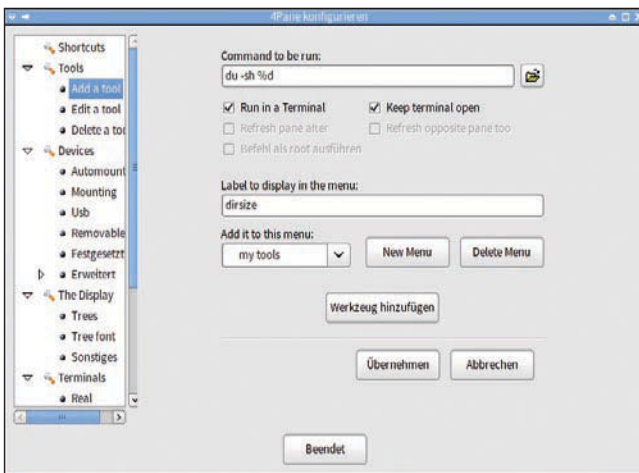 4Pane konfigurieren
Shortcuts
Tools
Add a tool
Edit a tool
Delete a too
Devices
Automount
Mounting
Usb
Removable
Festgesetzt
Erweitert
The Display
Trees
Tree font
Sonstiges
Terminals
Real
Command to be run:
du -sh %d
Run in a Terminal
Keep terminal open
Refresh pane after
Refresh opposite pane too
Befehl als root ausführen
Label to display in the menu:
dirsize
Add it to this menu:
my tools
New Menu
Delete Menu
Werkzeug hinzufügen
Übernehmen
Abbrechen
Beendet